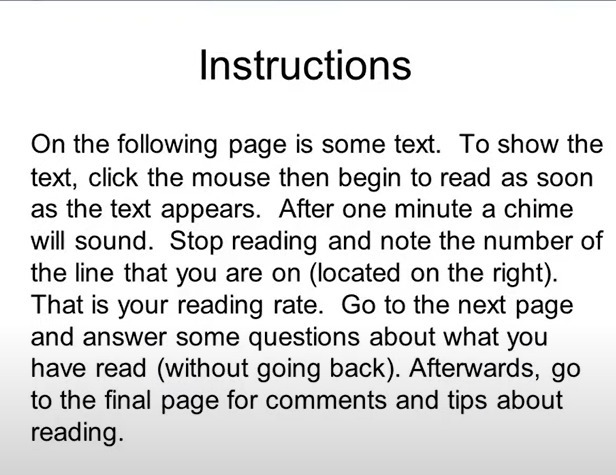 Instructions
On the following page is some text.  To show the
text, click the mouse then begin to read as soon
as the text appears.  After one minute a chime
will sound.  Stop reading and note the number of
the line that you are on (located on the right).
That is your reading rate.  Go to the next page
and answer some questions about what you
have read (without going back). Afterwards, go
to the final page for comments and tips about
reading.